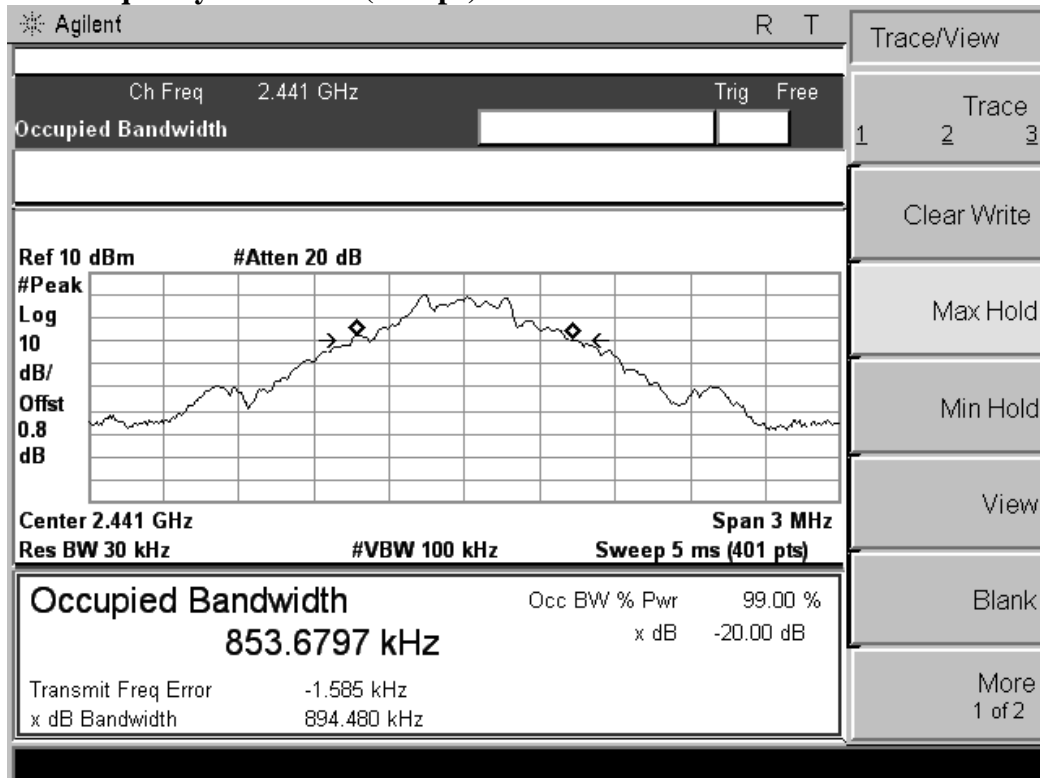 Agilent R T
Trace/View
Ch Freq 2.441 GHz Trig Free
Occupied Bandwidth
Trace
1 2 3
Clear Write
Max Hold
Min Hold
View
Blank
More
1 of 2
Ref 10 dBm #Atten 20 dB
#Peak
Log
10
dB/
Offst
0.8
dB
Center 2.441 GHz Span 3 MHz
Res BW 30 kHz #VBW 100 kHz Sweep 5 ms (401 pts)
Occupied Bandwidth Occ BW % Pwr 99.00 %
853.6797 kHz x dB -20.00 dB
Transmit Freq Error -1.585 kHz
x dB Bandwidth 894.480 kHz